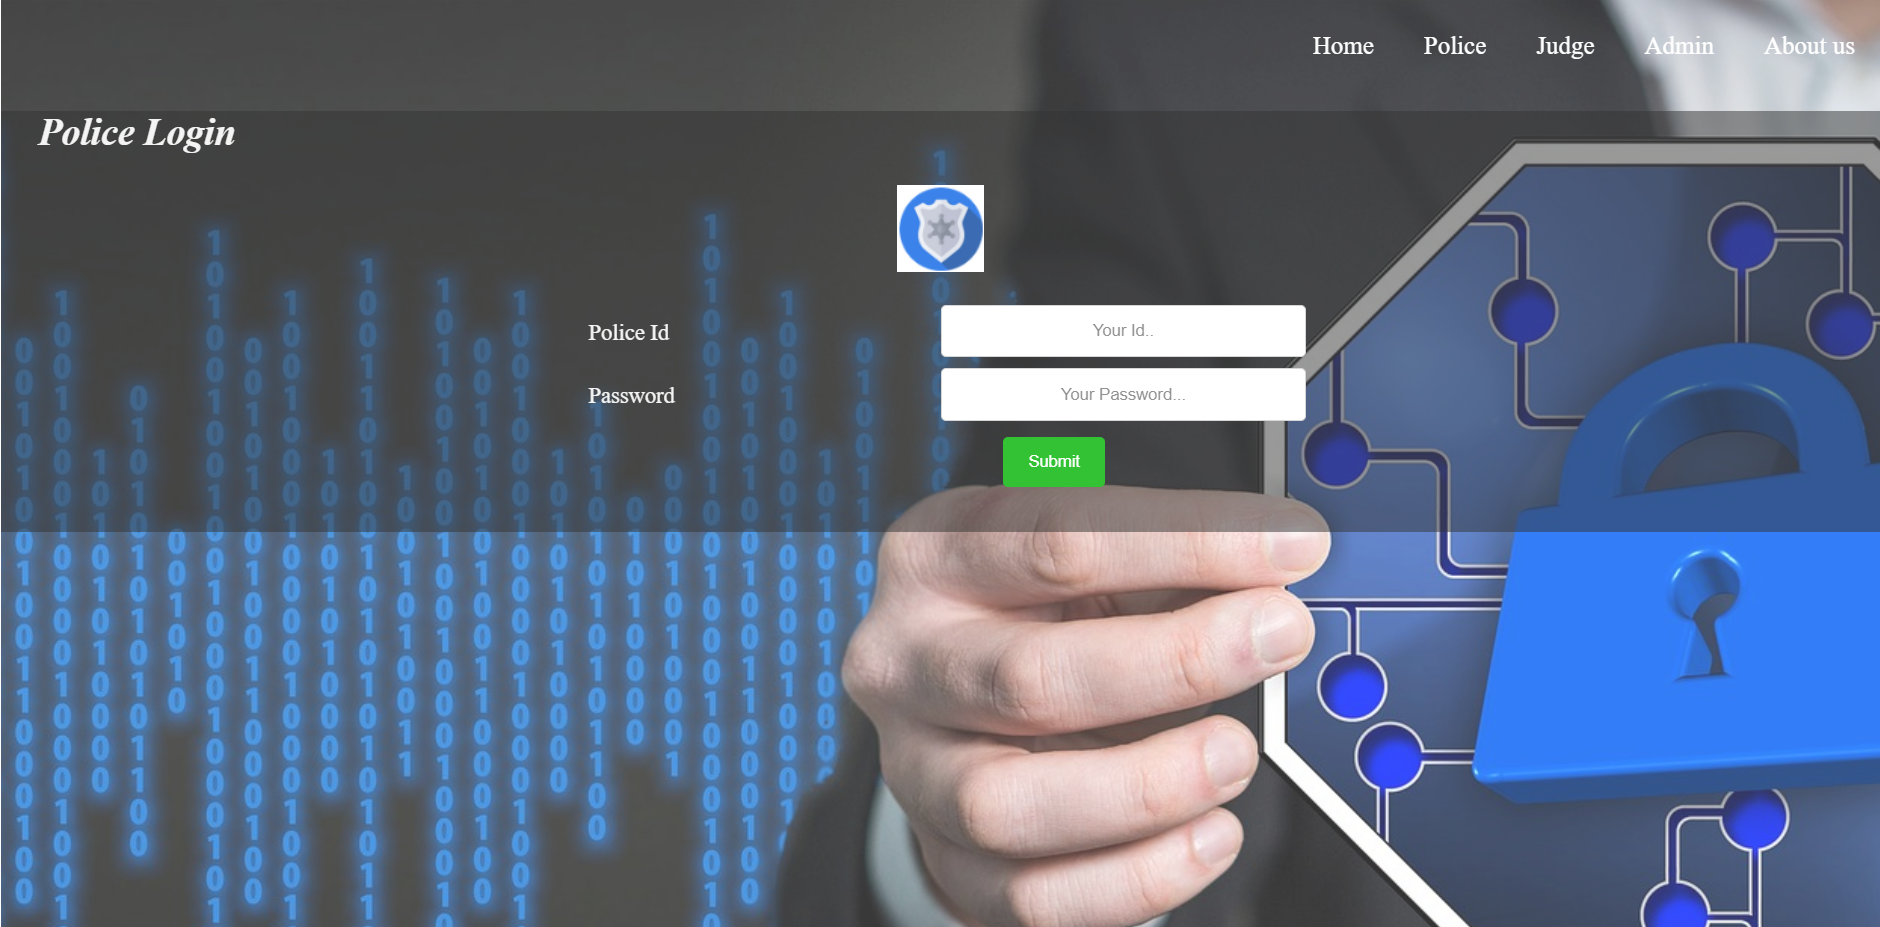 Home Police Judge Admin About us
Police Login
Police Id Your Id..
Password Your Password...
Submit